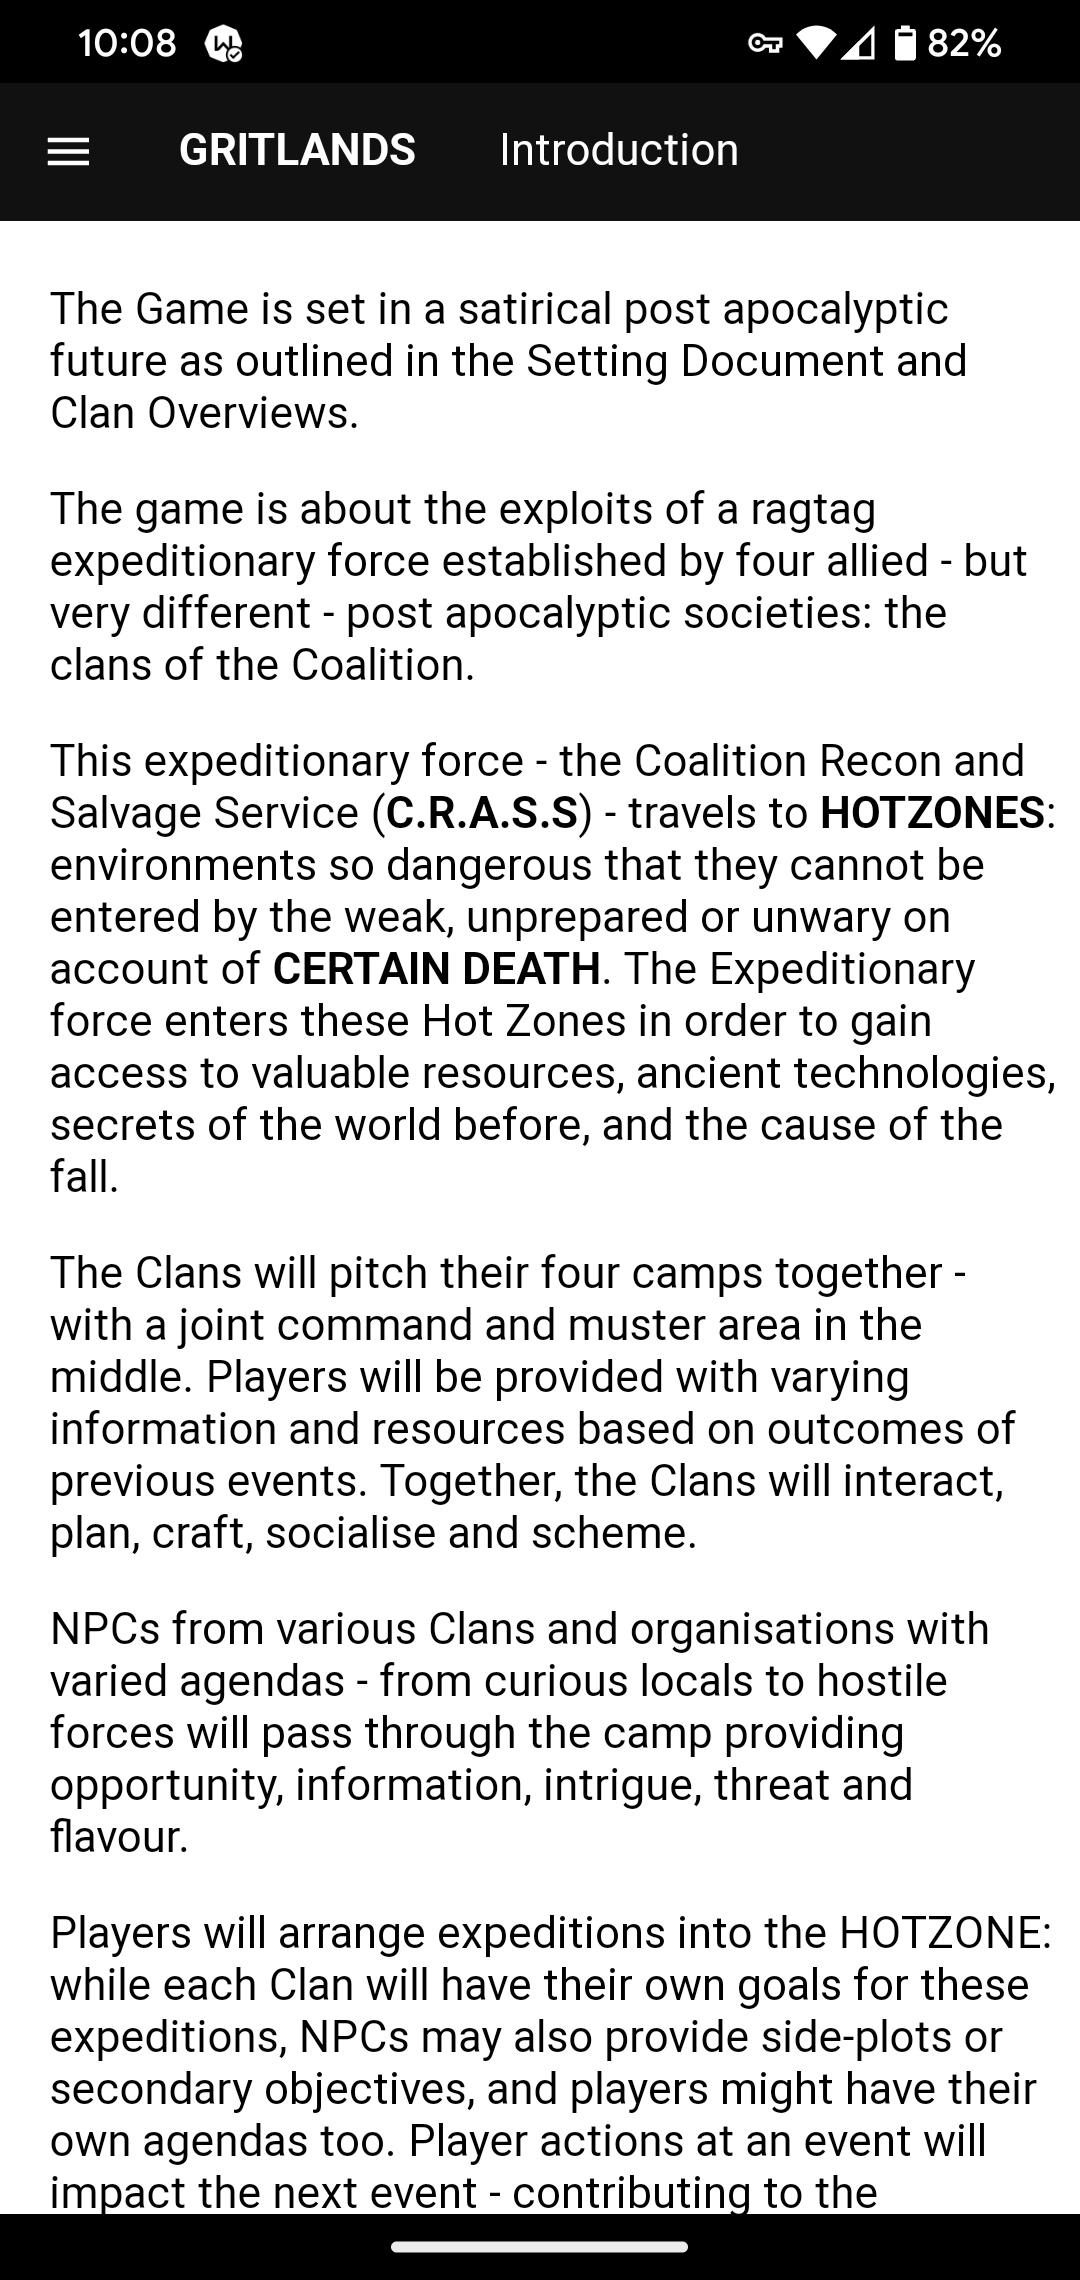 10:08
82%
GRITLANDS Introduction
The Game is set in a satirical post apocalyptic
future as outlined in the Setting Document and
Clan Overviews.
The game is about the exploits of a ragtag
expeditionary force established by four allied - but
very different - post apocalyptic societies: the
clans of the Coalition.
This expeditionary force - the Coalition Recon and
Salvage Service (C.R.A.S.S) - travels to HOTZONES:
environments so dangerous that they cannot be
entered by the weak, unprepared or unwary on
account of CERTAIN DEATH. The Expeditionary
force enters these Hot Zones in order to gain
access to valuable resources, ancient technologies,
secrets of the world before, and the cause of the
fall.
The Clans will pitch their four camps together -
with a joint command and muster area in the
middle. Players will be provided with varying
information and resources based on outcomes of
previous events. Together, the Clans will interact,
plan, craft, socialise and scheme.
NPCs from various Clans and organisations with
varied agendas - from curious locals to hostile
forces will pass through the camp providing
opportunity, information, intrigue, threat and
flavour.
Players will arrange expeditions into the HOTZONE:
while each Clan will have their own goals for these
expeditions, NPCs may also provide side-plots or
secondary objectives, and players might have their
own agendas too. Player actions at an event will
impact the next event - contributing to the